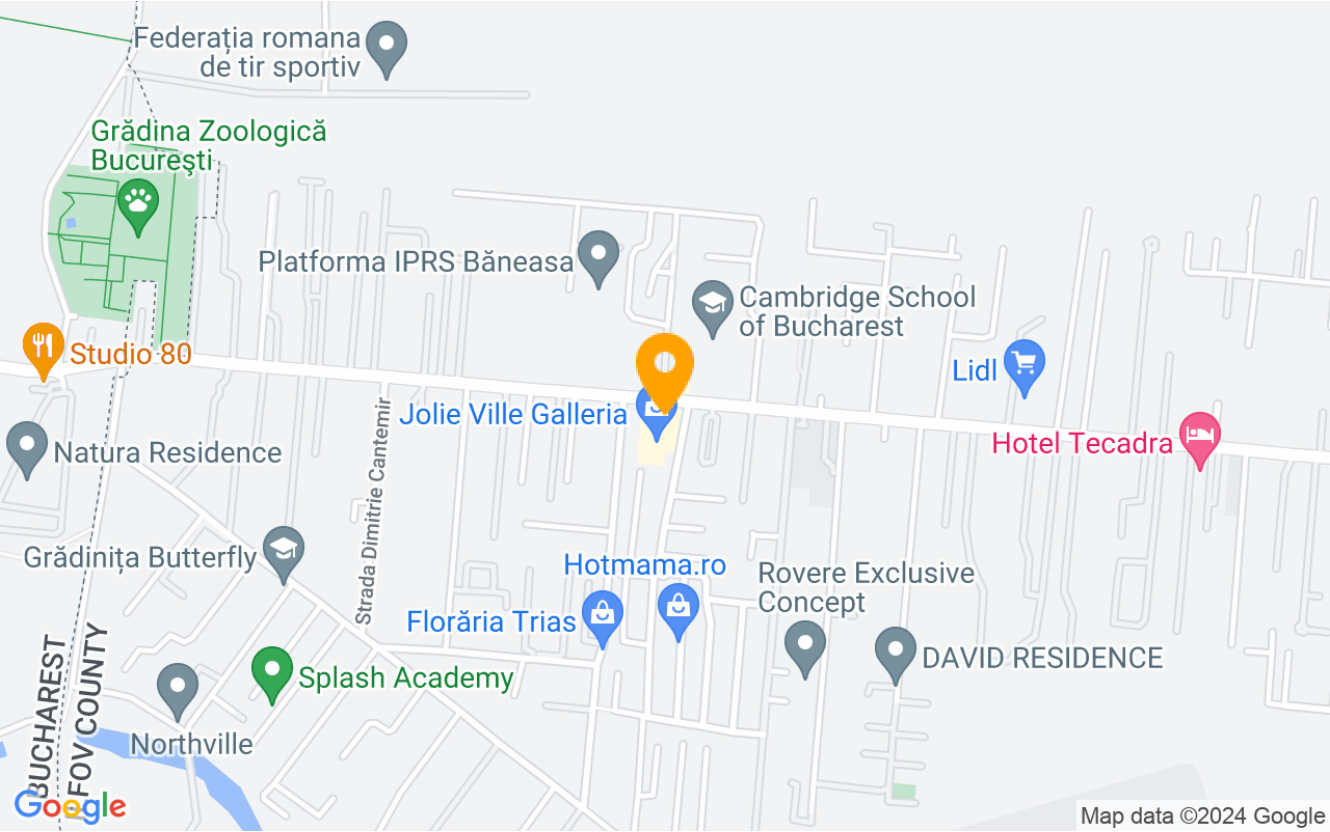 Federația romana
de tir sportiv
Grădina Zoologică
București
Platforma IPRS Băneasa
Cambridge School
of Bucharest
Studio 80
Lidl
Jolie Ville Galleria
Hotel Tecadra
Natura Residence
Strada Dimitrie Cantemir
Grădinița Butterfly
Hotmama.ro
Rovere Exclusive
Concept
Florăria Trias
DAVID RESIDENCE
Splash Academy
BUCHAREST
FOV COUNTY
Northville
Google
Map data ©2024 Google